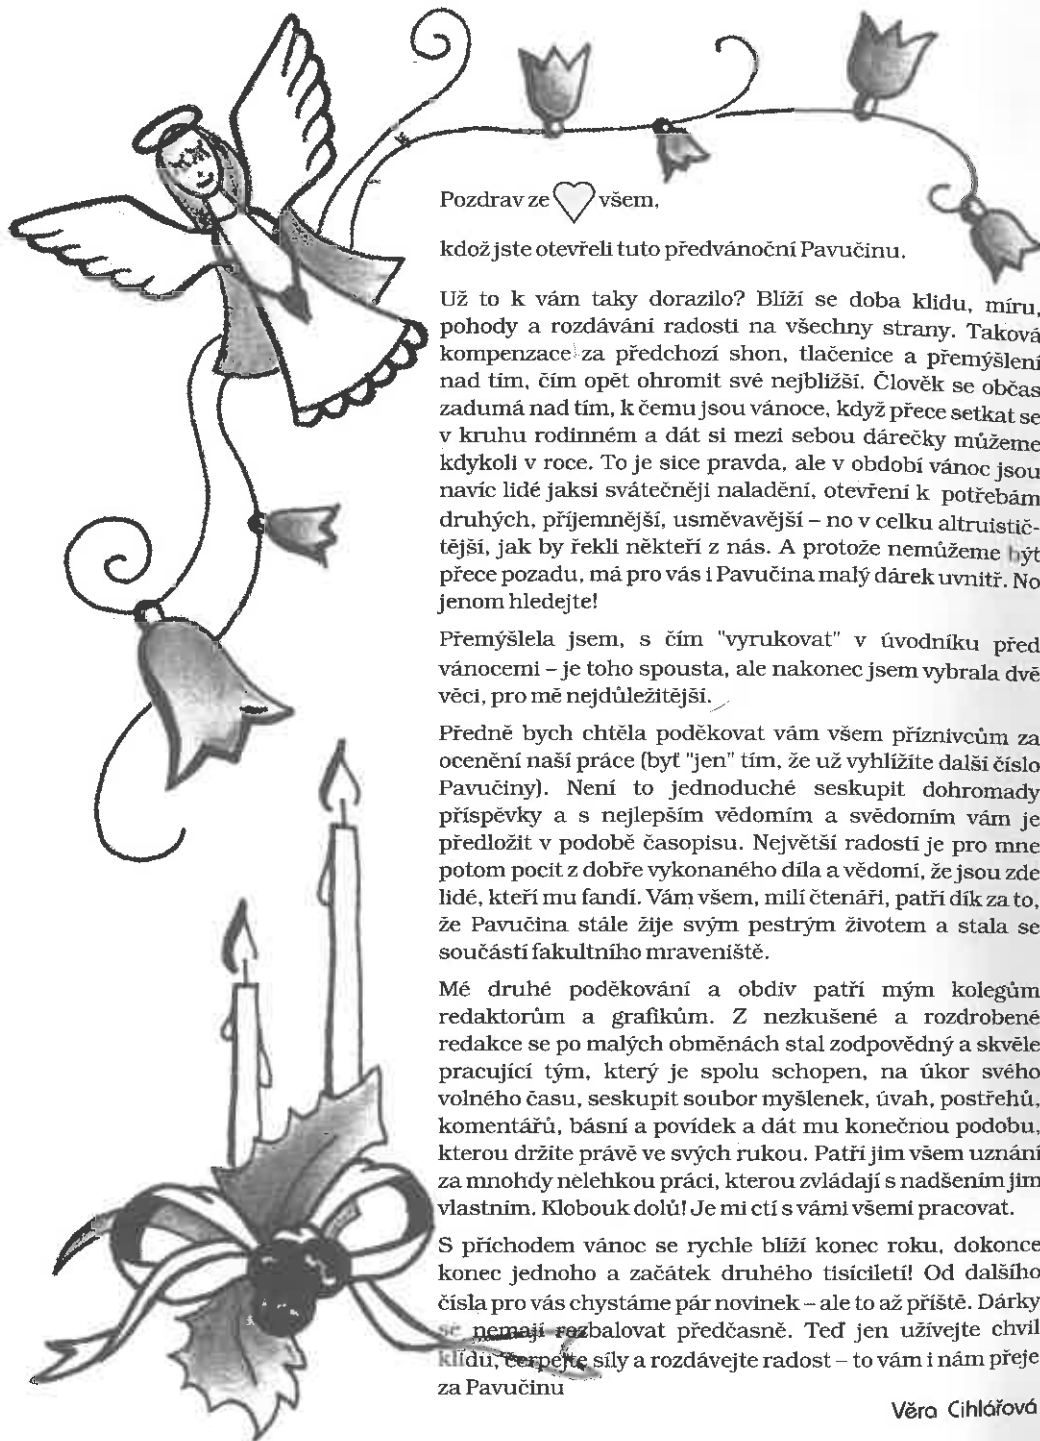 Pozdrav ze všem,
kdož jste otevřeli tuto předvánoční Pavučinu.
Už to k vám taky dorazilo? Blíží se doba klidu, míru,
pohody a rozdávání radosti na všechny strany. Taková
kompenzace za předchozí shon, tlačenice a přemýšlení
nad tím, čím opět ohromit své nejbližší. Člověk se občas
zadumá nad tím, k čemu jsou vánoce, když přece setkat se
v kruhu rodinném a dát si mezi sebou dárečky můžeme
kdykoli v roce. To je sice pravda, ale v období vánoc jsou
navíc lidé jaksi svátečněji naladění, otevření k potřebám
druhých, příjemnější, usměvavější – no v celku altruistič-
tější, jak by řekli někteří z nás. A protože nemůžeme být
přece pozadu, má pro vás i Pavučina malý dárek uvnitř. No
jenom hledejte!
Přemýšlela jsem, s čím "vyrukovat" v úvodníku před
vánocemi – je toho spousta, ale nakonec jsem vybrala dvě
věci, pro mě nejdůležitější.
Předně bych chtěla poděkovat vám všem příznivcům za
ocenění naší práce (byť "jen" tím, že už vyhlížíte další číslo
Pavučiny). Není to jednoduché seskupit dohromady
příspěvky a s nejlepším vědomím a svědomím vám je
předložit v podobě časopisu. Největší radostí je pro mne
potom pocit z dobře vykonaného díla a vědomí, že jsou zde
lidé, kteří mu fandí. Vám všem, milí čtenáři, patří dík za to,
že Pavučina stále žije svým pestrým životem a stala se
součástí fakultního mraveniště.
Mé druhé poděkování a obdiv patří mým kolegům
redaktorům a grafikům. Z nezkušené a rozdrobené
redakce se po malých obměnách stal zodpovědný a skvěle
pracující tým, který je spolu schopen, na úkor svého
volného času, seskupit soubor myšlenek, úvah, postřehů,
komentářů, básní a povídek a dát mu konečnou podobu,
kterou držíte právě ve svých rukou. Patří jim všem uznání
za mnohdy nelehkou práci, kterou zvládají s nadšením jim
vlastním. Klobouk dolů! Je mi ctí s vámi všemi pracovat.
S příchodem vánoc se rychle blíží konec roku, dokonce
konec jednoho a začátek druhého tisíciletí! Od dalšího
čísla pro vás chystáme pár novinek – ale to až příště. Dárky
se nemají rozbalovat předčasně. Teď jen užívejte chvil
klidu, čerpejte síly a rozdávejte radost – to vám i nám přeje
za Pavučinu
Věra Cihlářová